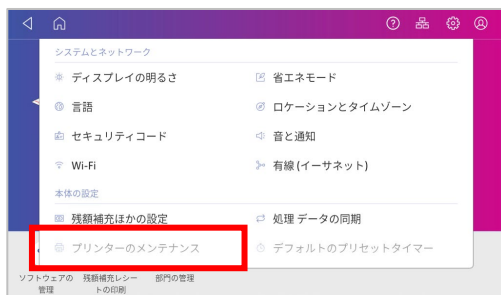 システムとネットワーク
ディスプレイの明るさ
省エネモード
言語
ロケーションとタイムゾーン
セキュリティコード
音と通知
Wi-Fi
有線(イーサネット)
本体の設定
残額補充ほかの設定
処理 データの同期
プリンターのメンテナンス
デフォルトのプリセットタイマー
ソフトウェアの
管理
残額補充レシー
トの印刷
部門の管理